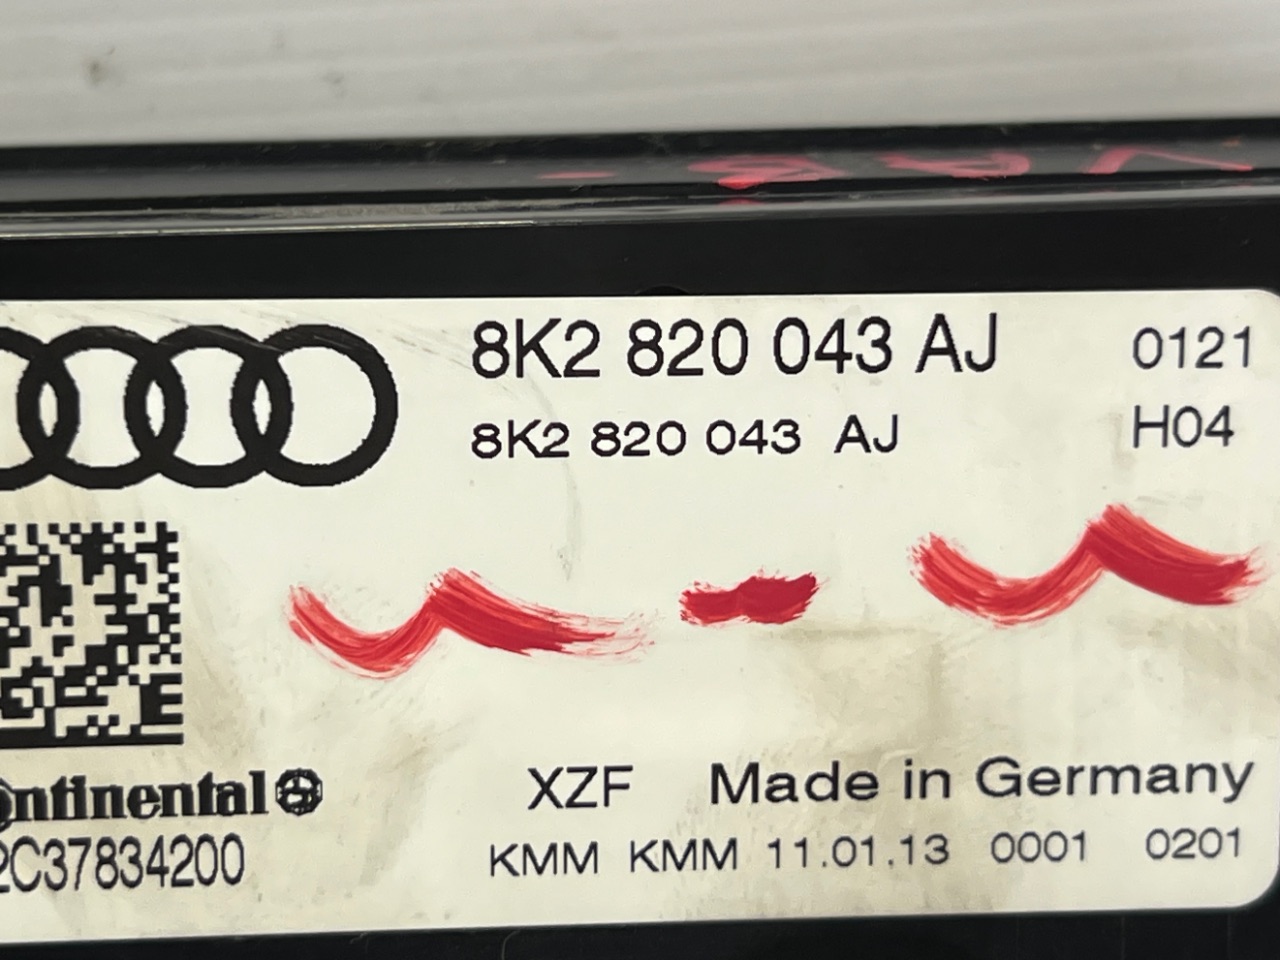 8K2 820 043 AJ 0121
8K2 820 043 AJ H04
XZF Made in Germany
Continental
2C37834200
KMM KMM 11.01.13 0001 0201